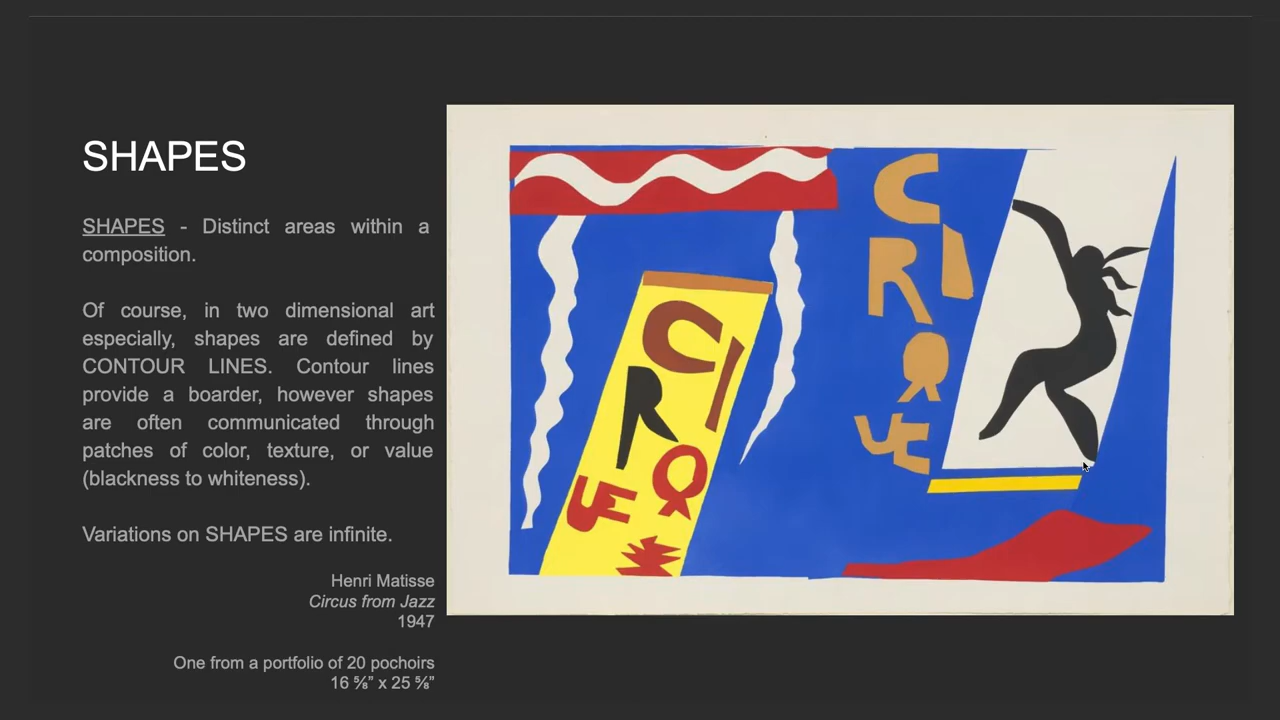 SHAPES
SHAPES - Distinct areas within a
composition.
Of course, in two dimensional art
especially, shapes are defined by
CONTOUR LINES. Contour lines
provide a boarder, however shapes
are often communicated through
patches of color, texture, or value
(blackness to whiteness).
Variations on SHAPES are infinite.
Henri Matisse
Circus from Jazz
1947
One from a portfolio of 20 pochoirs
16 ⅝” x 25 ⅝”
CIRQUE
CIRQUE